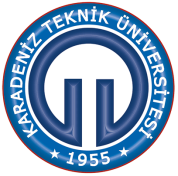 KARADENİZ TEKNİK ÜNİVERSİTESİ
★ 1955 ★